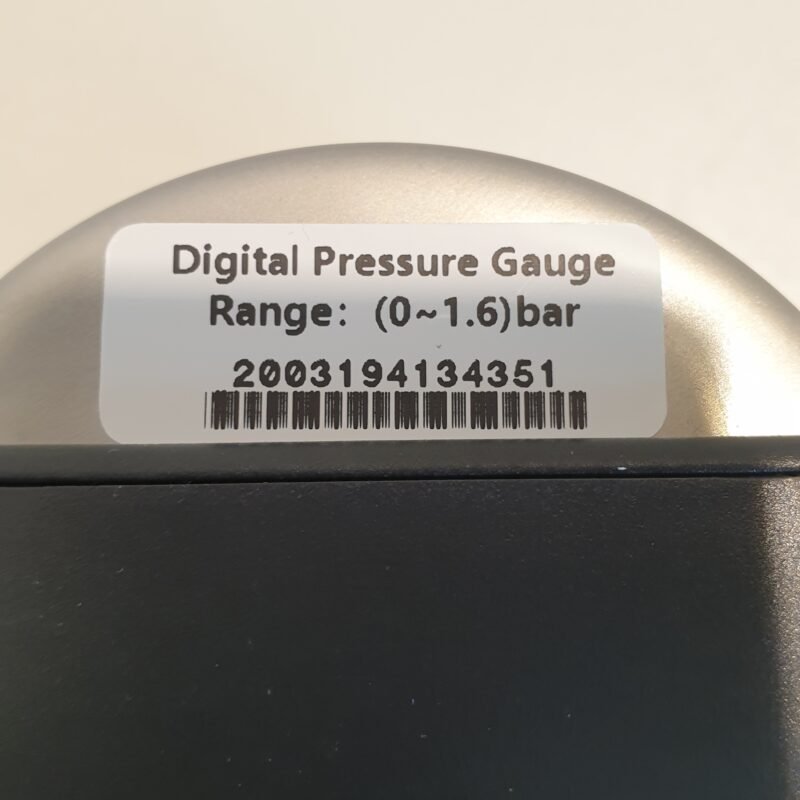 Digital Pressure Gauge
Range: (0~1.6)bar
2003194134351